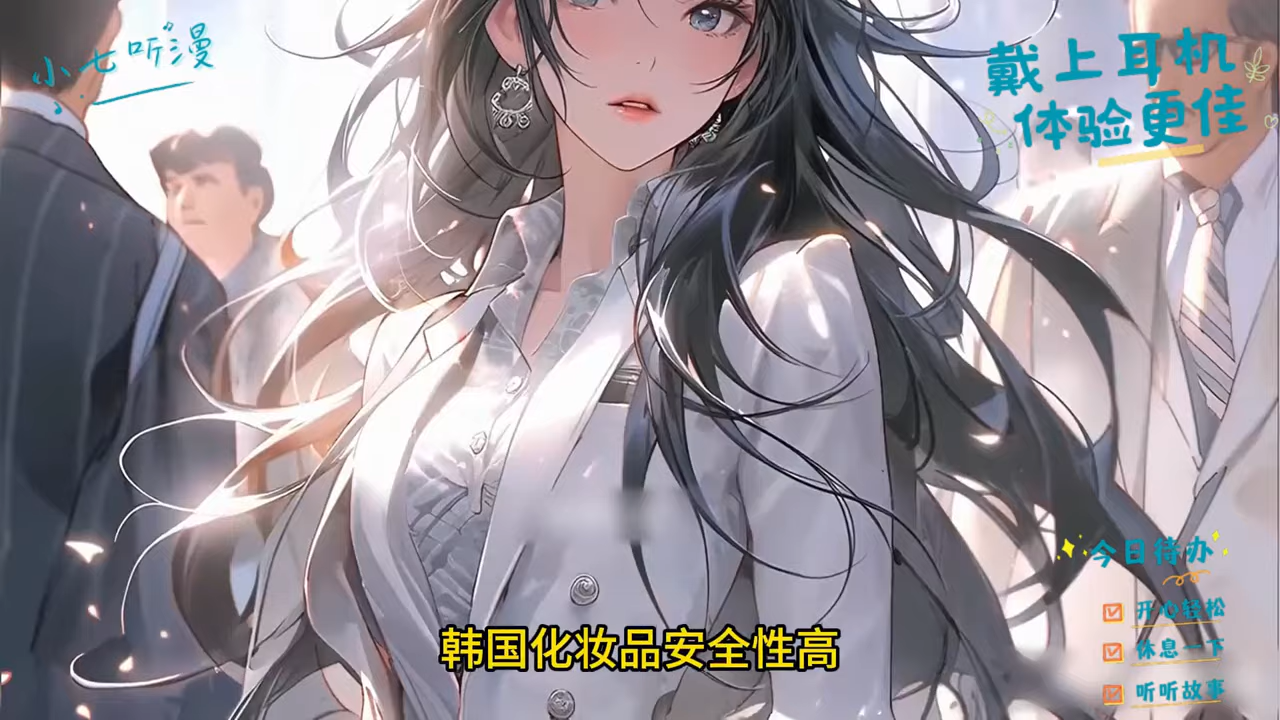 小七听漫
戴上耳机
体验更佳
今日待办
开心轻松
休息一下
听听故事
韩国化妆品安全性高